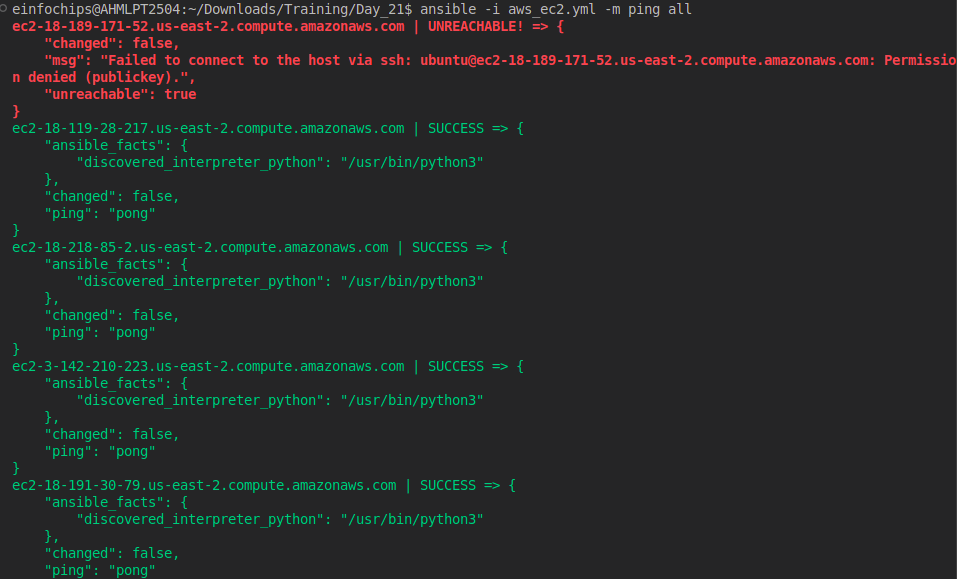 einfochips@AHMLPT2504:~/Downloads/Training/Day_21$ ansible -i aws_ec2.yml -m ping all
ec2-18-189-171-52.us-east-2.compute.amazonaws.com | UNREACHABLE! => {
    "changed": false,
    "msg": "Failed to connect to the host via ssh: ubuntu@ec2-18-189-171-52.us-east-2.compute.amazonaws.com: Permissio
n denied (publickey).",
    "unreachable": true
}
ec2-18-119-28-217.us-east-2.compute.amazonaws.com | SUCCESS => {
    "ansible_facts": {
        "discovered_interpreter_python": "/usr/bin/python3"
    },
    "changed": false,
    "ping": "pong"
}
ec2-18-218-85-2.us-east-2.compute.amazonaws.com | SUCCESS => {
    "ansible_facts": {
        "discovered_interpreter_python": "/usr/bin/python3"
    },
    "changed": false,
    "ping": "pong"
}
ec2-3-142-210-223.us-east-2.compute.amazonaws.com | SUCCESS => {
    "ansible_facts": {
        "discovered_interpreter_python": "/usr/bin/python3"
    },
    "changed": false,
    "ping": "pong"
}
ec2-18-191-30-79.us-east-2.compute.amazonaws.com | SUCCESS => {
    "ansible_facts": {
        "discovered_interpreter_python": "/usr/bin/python3"
    },
    "changed": false,
    "ping": "pong"